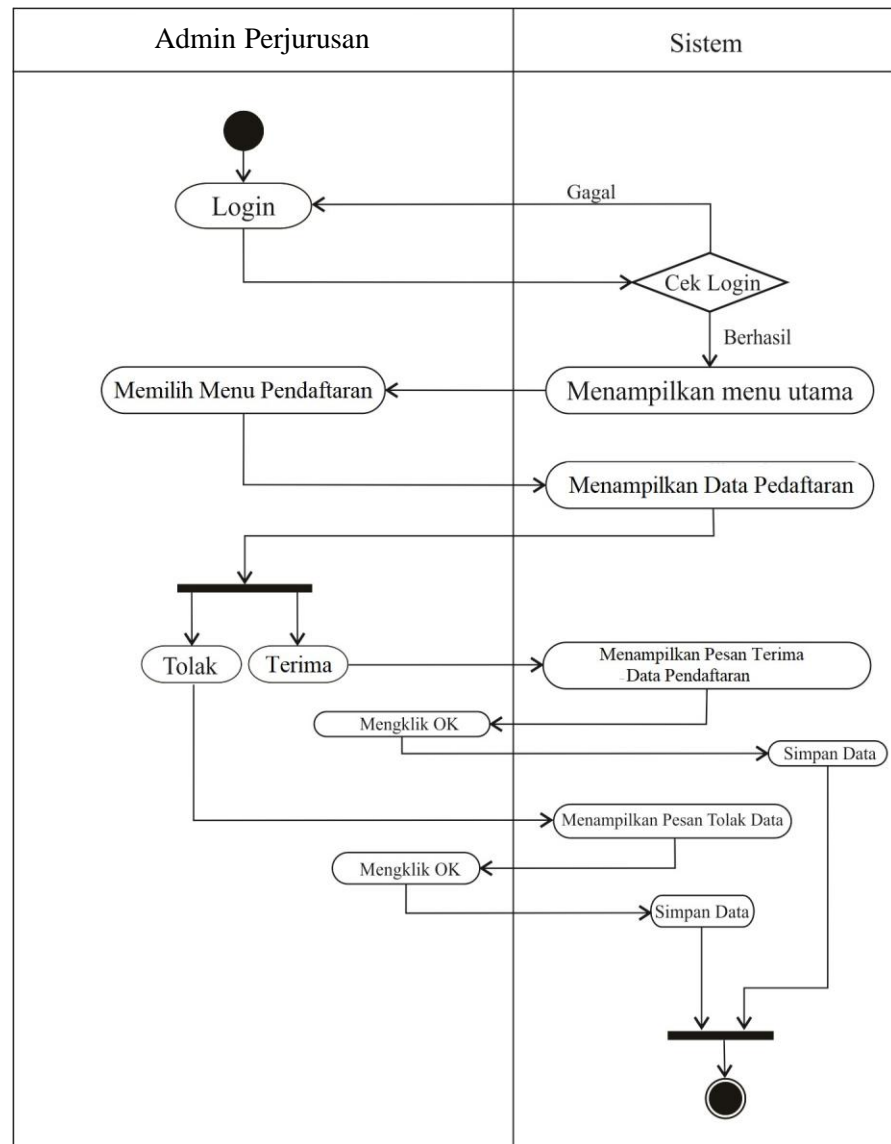 Admin Perjurusan
Sistem
Login
Gagal
Cek Login
Berhasil
Memilih Menu Pendaftaran
Menampilkan menu utama
Menampilkan Data Pedaftaran
Tolak
Terima
Menampilkan Pesan Terima
Data Pendaftaran
Mengklik OK
Simpan Data
Menampilkan Pesan Tolak Data
Mengklik OK
Simpan Data